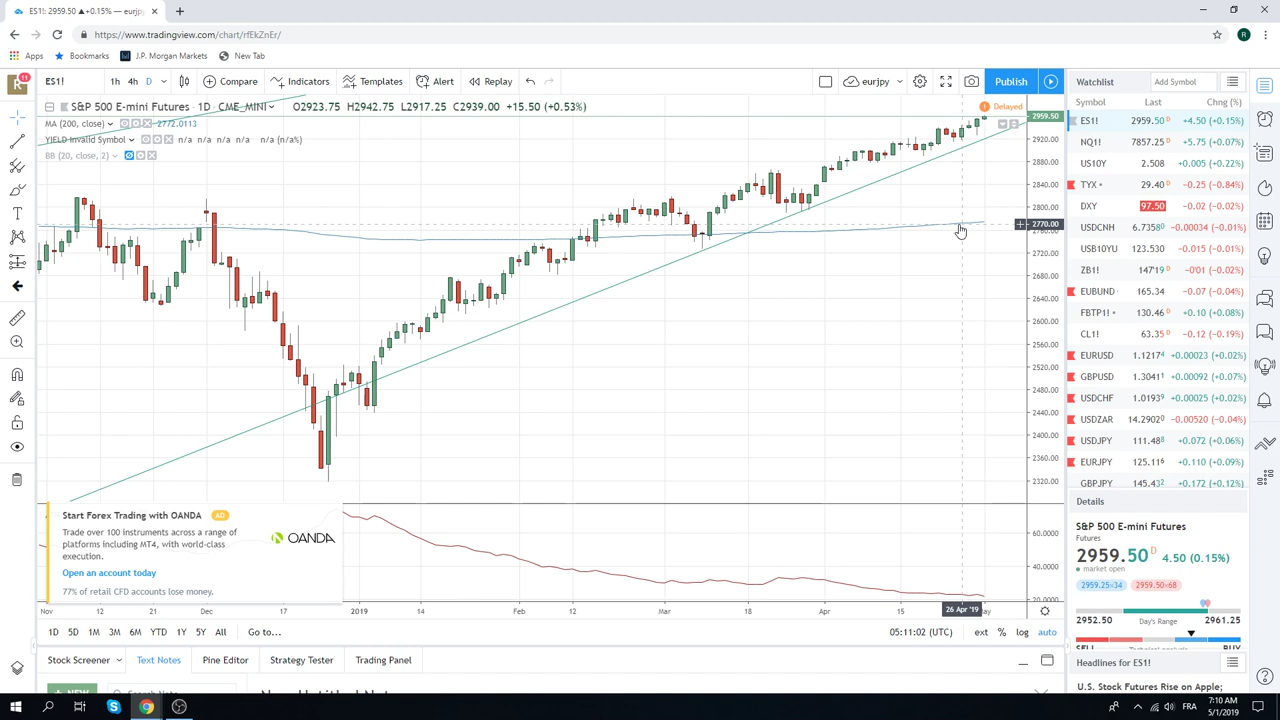 ES1!: 2959.50 ▲+0.15% — eurjpy
https://www.tradingview.com/chart/rfEkZnEr/
Apps Bookmarks J.P. Morgan Markets New Tab
R 11 ES1! 1h 4h D Compare Indicators Templates Alert Replay eurjpy Publish
S&P 500 E-mini Futures · 1D · CME_MINI O2923.75 H2942.75 L2917.25 C2939.00 +15.50 (+0.53%)
Delayed
MA (200, close) 2772.0113
YIELD Invalid Symbol n/a n/a n/a n/a n/a (n/a%)
BB (20, close, 2)
2959.50
2920.00
2880.00
2840.00
2800.00
2770.00
2760.00
2720.00
2680.00
2640.00
2600.00
2560.00
2520.00
2480.00
2440.00
2400.00
2360.00
2320.00
60.0000
40.0000
20.0000
Start Forex Trading with OANDA AD
Trade over 100 instruments across a range of
platforms including MT4, with world-class
execution.
OANDA
Open an account today
77% of retail CFD accounts lose money.
Nov 12 21 Dec 17 2019 14 Feb 12 Mar 18 Apr 15 26 Apr '19
1D 5D 1M 3M 6M YTD 1Y 5Y All Go to... 05:11:02 (UTC) ext % log auto
Stock Screener Text Notes Pine Editor Strategy Tester Trading Panel
Watchlist Add Symbol
Symbol Last Chng (%)
ES1! 2959.50 D +4.50 (+0.15%)
NQ1! 7857.25 D +5.75 (+0.07%)
US10Y 2.508 +0.005 (+0.22%)
TYX 29.40 D −0.25 (−0.84%)
DXY 97.50 −0.02 (−0.02%)
USDCNH 6.73580 −0.00034 (−0.01%)
USB10YU 123.530 −0.015 (−0.01%)
ZB1! 147'19 D −0'01 (−0.02%)
EUBUND 165.34 −0.07 (−0.04%)
FBTP1! 130.46 D +0.10 (+0.08%)
CL1! 63.35 D −0.12 (−0.19%)
EURUSD 1.12174 +0.00023 (+0.02%)
GBPUSD 1.30413 +0.00092 (+0.07%)
USDCHF 1.01939 +0.00025 (+0.02%)
USDZAR 14.29020 −0.00520 (−0.04%)
USDJPY 111.488 +0.072 (+0.06%)
EURJPY 125.116 +0.110 (+0.09%)
GBPJPY 145.432 +0.172 (+0.12%)
Details
S&P 500 E-mini Futures
Futures
2959.50 D 4.50 (0.15%)
market open
2959.25×34 2959.50×68
2952.50 Day's Range 2961.25
Headlines for ES1!
U.S. Stock Futures Rise on Apple;
FRA 7:10 AM
5/1/2019